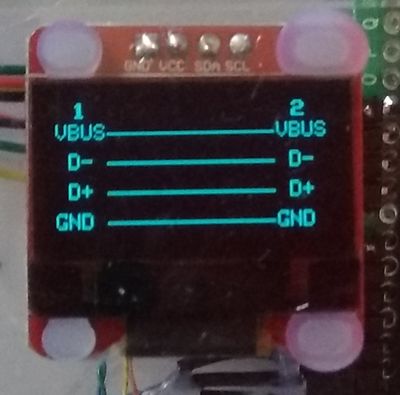 GND VCC SDA SCL
1 2
VBUS VBUS
D- D-
D+ D+
GND GND